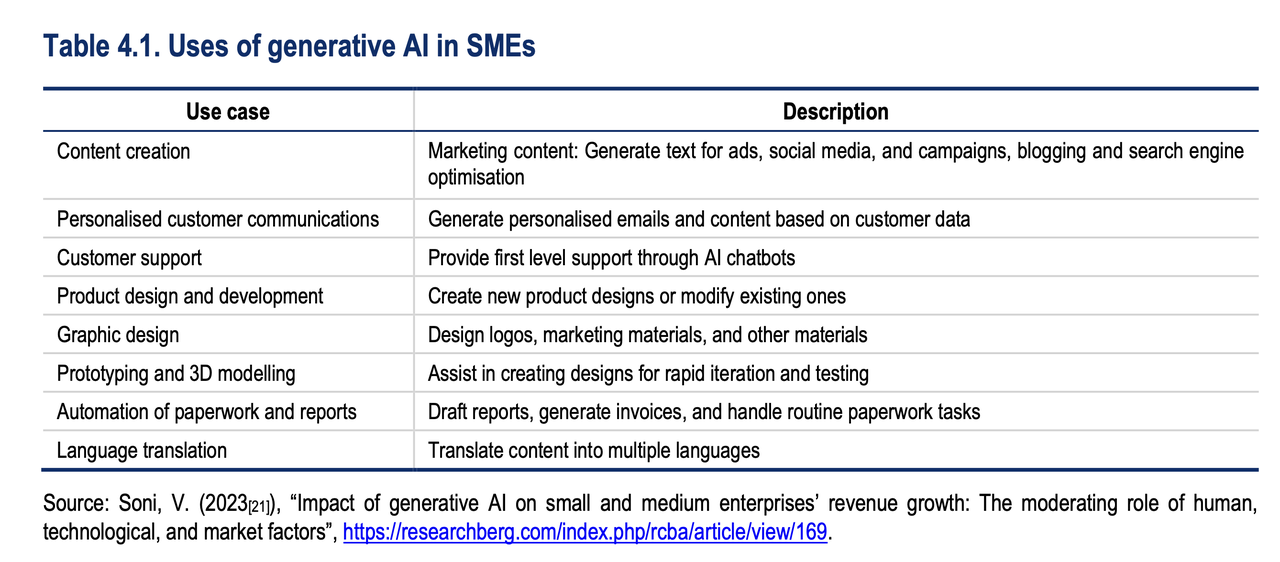 Table 4.1. Uses of generative AI in SMEs
Use case Description
Content creation Marketing content: Generate text for ads, social media, and campaigns, blogging and search engine
optimisation
Personalised customer communications Generate personalised emails and content based on customer data
Customer support Provide first level support through AI chatbots
Product design and development Create new product designs or modify existing ones
Graphic design Design logos, marketing materials, and other materials
Prototyping and 3D modelling Assist in creating designs for rapid iteration and testing
Automation of paperwork and reports Draft reports, generate invoices, and handle routine paperwork tasks
Language translation Translate content into multiple languages
Source: Soni, V. (2023[21]), “Impact of generative AI on small and medium enterprises’ revenue growth: The moderating role of human,
technological, and market factors”, https://researchberg.com/index.php/rcba/article/view/169.